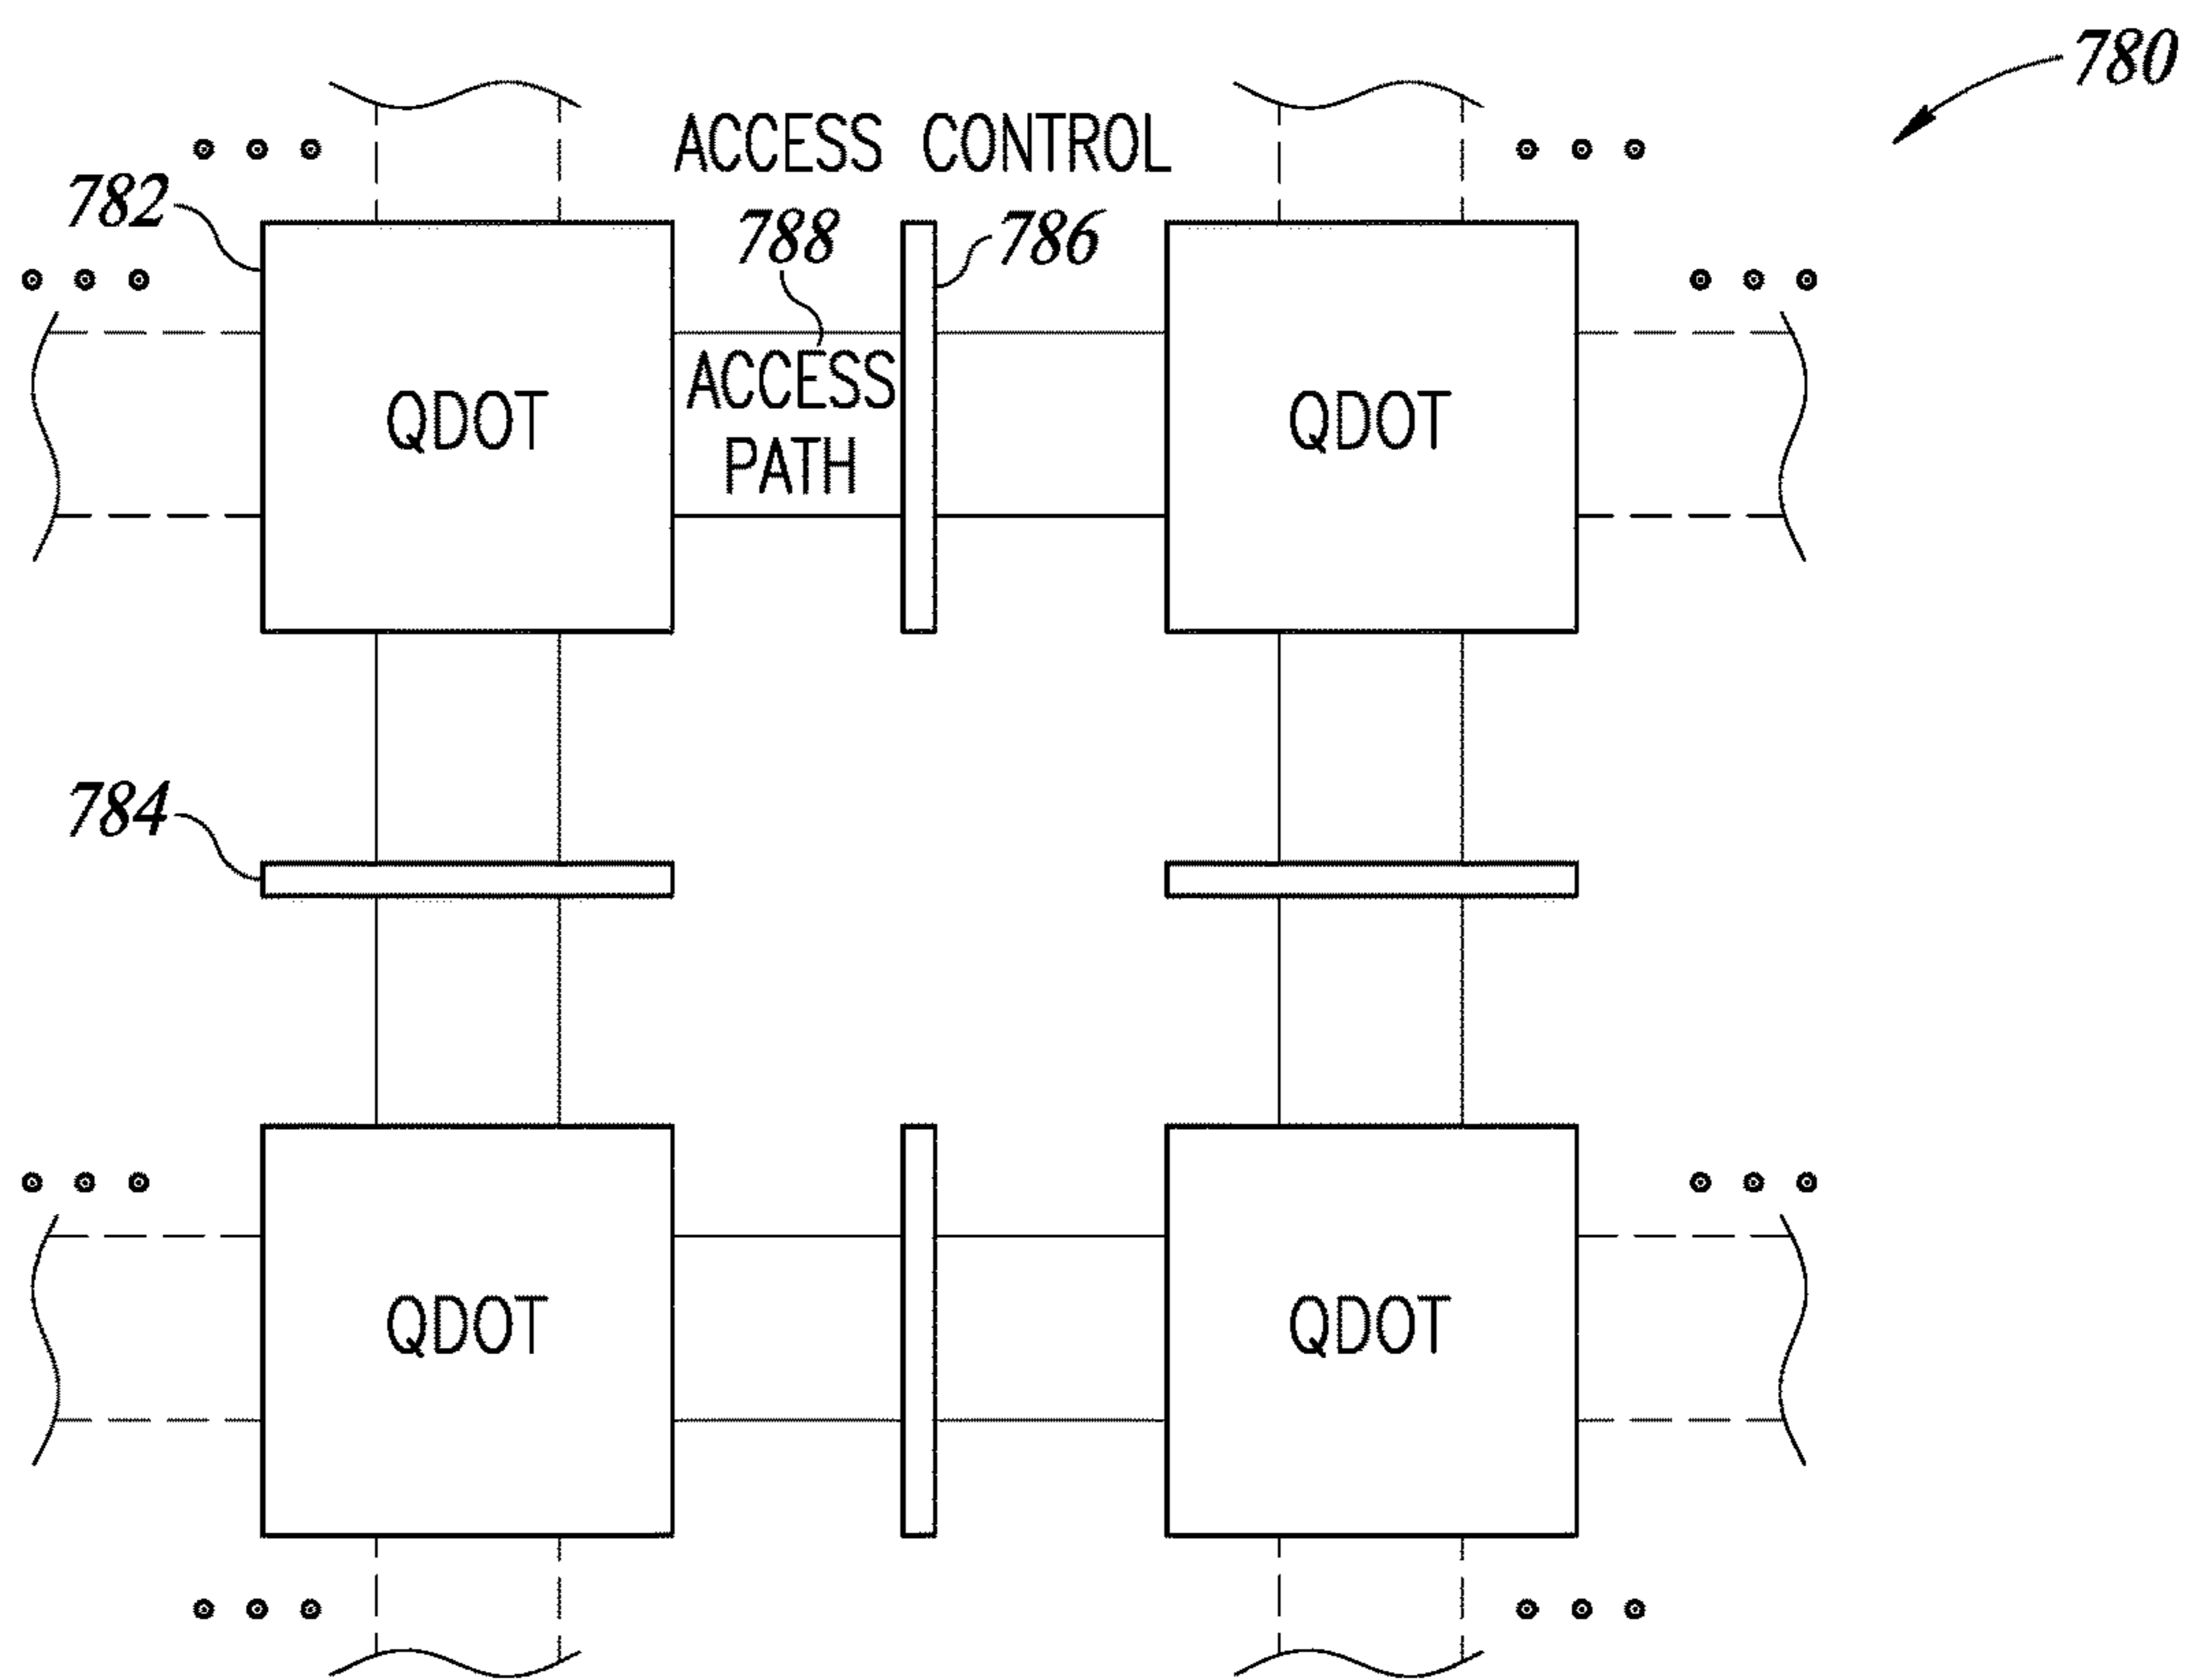 780
ACCESS CONTROL
782
788
786
QDOT
ACCESS
PATH
QDOT
784
QDOT
QDOT